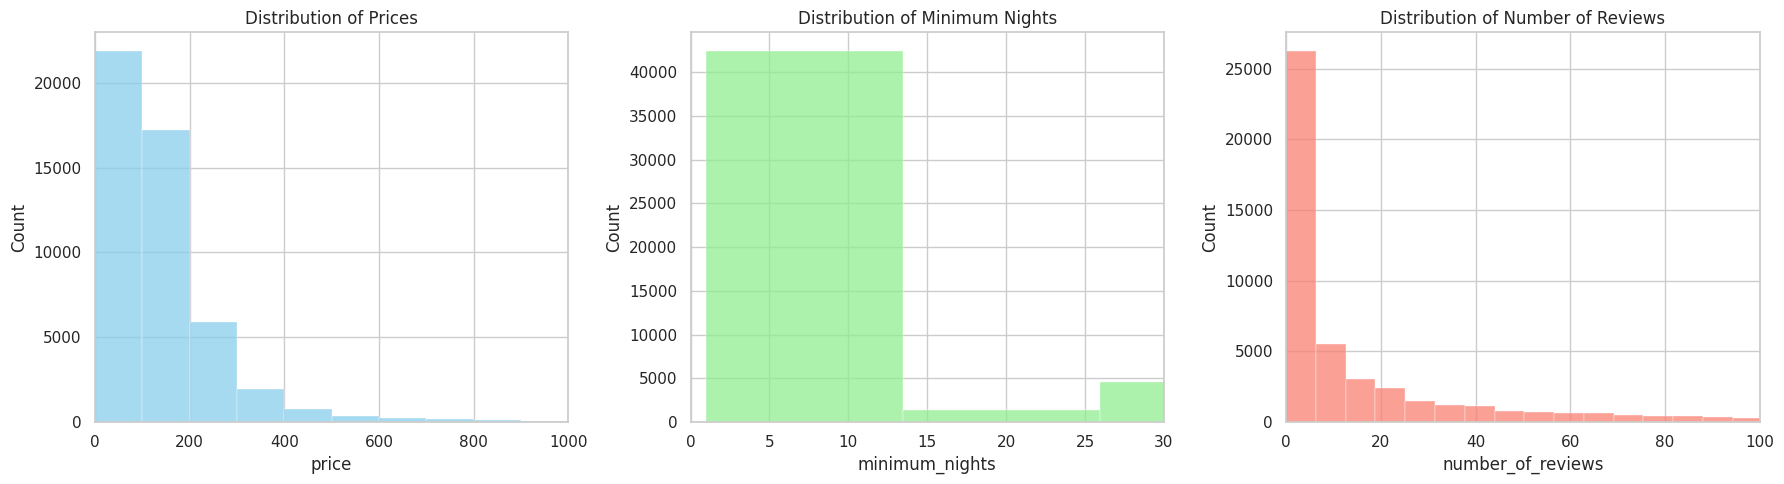 Distribution of Prices
20000
15000
10000
5000
0
Count
0 200 400 600 800 1000
price
Distribution of Minimum Nights
40000
35000
30000
25000
20000
15000
10000
5000
0
Count
0 5 10 15 20 25 30
minimum_nights
Distribution of Number of Reviews
25000
20000
15000
10000
5000
0
Count
0 20 40 60 80 100
number_of_reviews